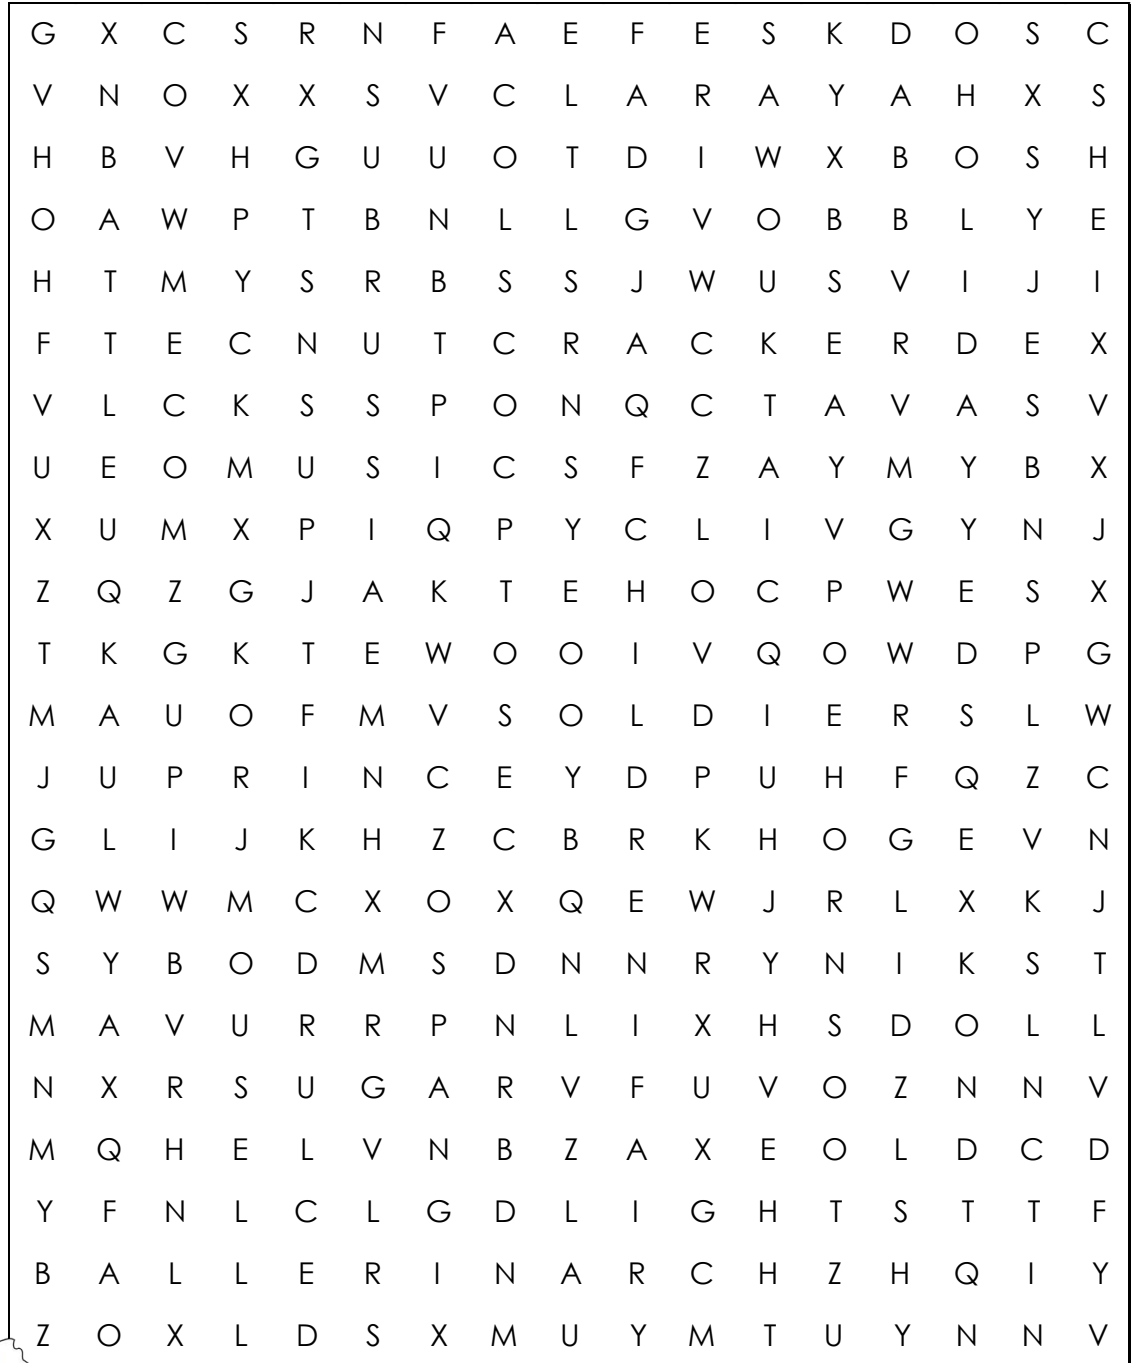 G X C S R N F A E F E S K D O S C
V N O X X S V C L A R A Y A H X S
H B V H G U U O T D I W X B O S H
O A W P T B N L L G V O B B L Y E
H T M Y S R B S S J W U S V I J I
F T E C N U T C R A C K E R D E X
V L C K S S P O N Q C T A V A S V
U E O M U S I C S F Z A Y M Y B X
X U M X P I Q P Y C L I V G Y N J
Z Q Z G J A K T E H O C P W E S X
T K G K T E W O O I V Q O W D P G
M A U O F M V S O L D I E R S L W
J U P R I N C E Y D P U H F Q Z C
G L I J K H Z C B R K H O G E V N
Q W W M C X O X Q E W J R L X K J
S Y B O D M S D N N R Y N I K S T
M A V U R R P N L I X H S D O L L
N X R S U G A R V F U V O Z N N V
M Q H E L V N B Z A X E O L D C D
Y F N L C L G D L I G H T S T T F
B A L L E R I N A R C H Z H Q I Y
Z O X L D S X M U Y M T U Y N N V